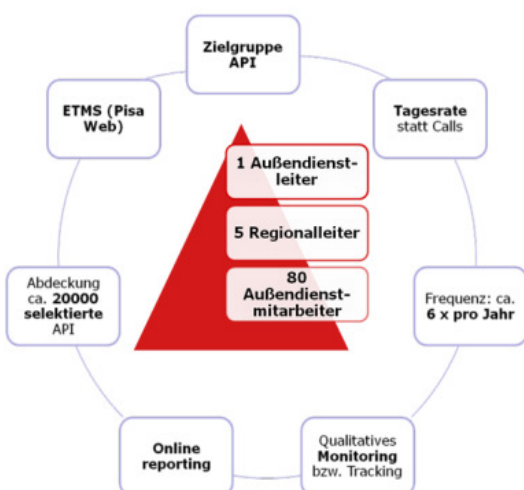 Zielgruppe
API
ETMS (Pisa
Web)
Tagesrate
statt Calls
1 Außendienst-
leiter
5 Regionalleiter
80
Außendienst-
mitarbeiter
Abdeckung
ca. 20000
selektierte
API
Frequenz: ca.
6 x pro Jahr
Online
reporting
Qualitatives
Monitoring
bzw. Tracking